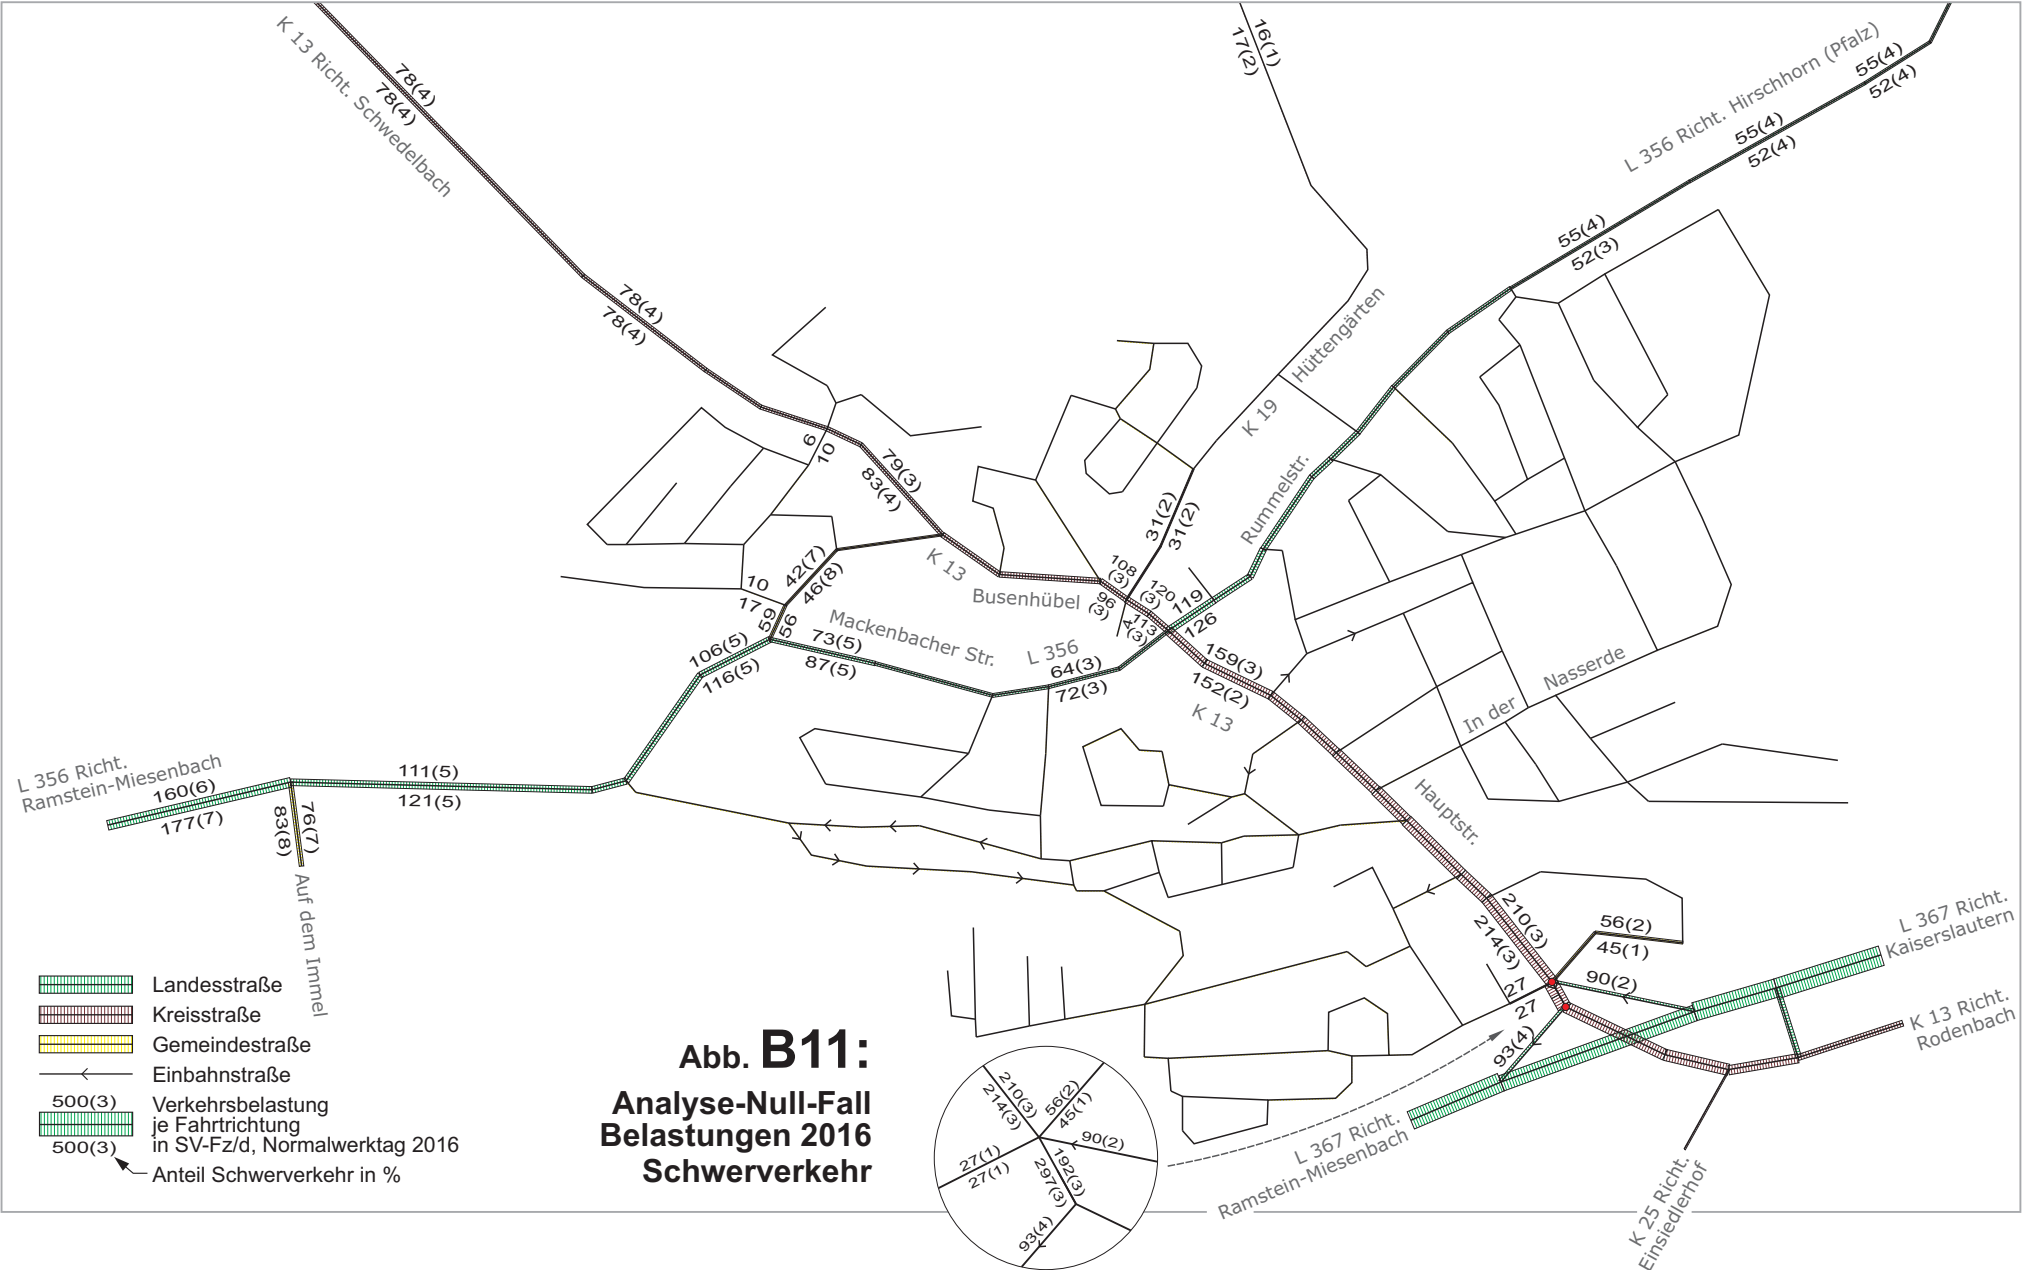 K 13 Richt. Schwedelbach
78(4)
78(4)
16(1)
17(2)
L 356 Richt. Hirschhorn (Pfalz)
55(4)
52(4)
55(4)
52(4)
55(4)
52(3)
78(4)
78(4)
K 19
Hüttengärten
6
10
79(3)
83(4)
Rummelstr.
31(2)
31(2)
K 13
Busenhübel
108
(3)
96
(3)
120
(3)
113
(3)
4
119
126
42(7)
46(8)
10
17
59
56
Mackenbacher Str.
73(5)
87(5)
L 356
64(3)
72(3)
106(5)
116(5)
159(3)
152(2)
K 13
In der
Nasserde
L 356 Richt.
Ramstein-Miesenbach
160(6)
177(7)
111(5)
121(5)
76(7)
83(8)
Auf dem Immel
Hauptstr.
210(3)
214(3)
56(2)
45(1)
90(2)
27
27
93(4)
L 367 Richt.
Kaiserslautern
K 13 Richt.
Rodenbach
L 367 Richt.
Ramstein-Miesenbach
K 25 Richt.
Einsiedlerhof
Landesstraße
Kreisstraße
Gemeindestraße
Einbahnstraße
500(3)
500(3)
Verkehrsbelastung
je Fahrtrichtung
in SV-Fz/d, Normalwerktag 2016
Anteil Schwerverkehr in %
Abb. B11:
Analyse-Null-Fall
Belastungen 2016
Schwerverkehr
210(3)
214(3)
56(2)
45(1)
90(2)
27(1)
27(1)
192(3)
297(3)
93(4)